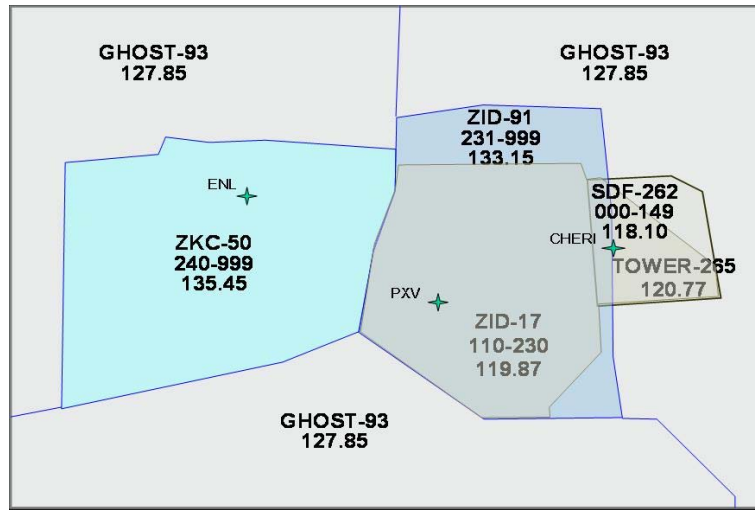 GHOST-93
127.85
GHOST-93
127.85
ZID-91
231-999
133.15
ENL
SDF-262
000-149
118.10
ZKC-50
240-999
135.45
CHERI
TOWER-265
120.77
PXV
ZID-17
110-230
119.87
GHOST-93
127.85